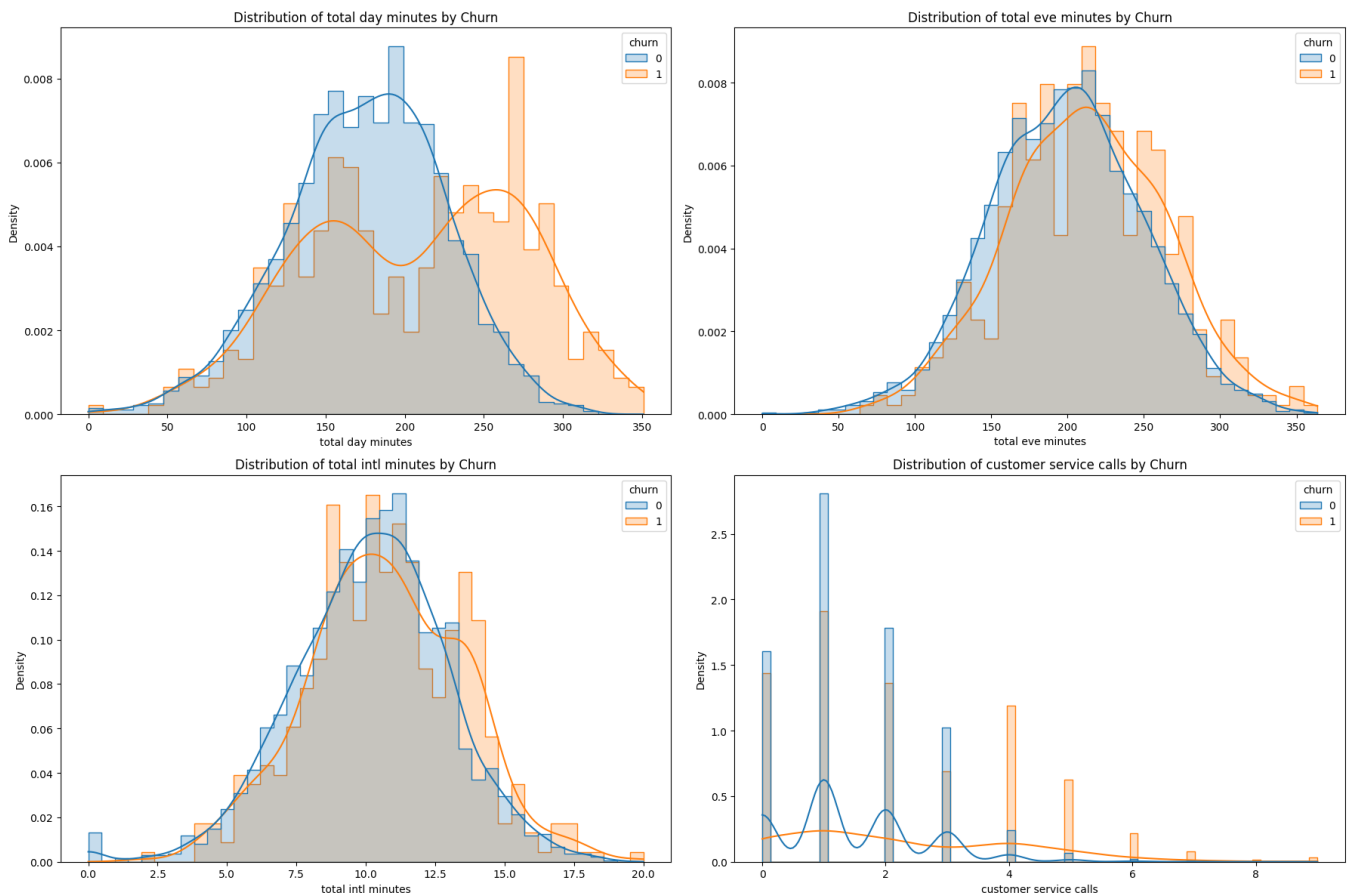 Distribution of total day minutes by Churn
churn
0
1
Density
0.008
0.006
0.004
0.002
0.000
0 50 100 150 200 250 300 350
total day minutes
Distribution of total eve minutes by Churn
churn
0
1
Density
0.008
0.006
0.004
0.002
0.000
0 50 100 150 200 250 300 350
total eve minutes
Distribution of total intl minutes by Churn
churn
0
1
Density
0.16
0.14
0.12
0.10
0.08
0.06
0.04
0.02
0.00
0.0 2.5 5.0 7.5 10.0 12.5 15.0 17.5 20.0
total intl minutes
Distribution of customer service calls by Churn
churn
0
1
Density
2.5
2.0
1.5
1.0
0.5
0.0
0 2 4 6 8
customer service calls